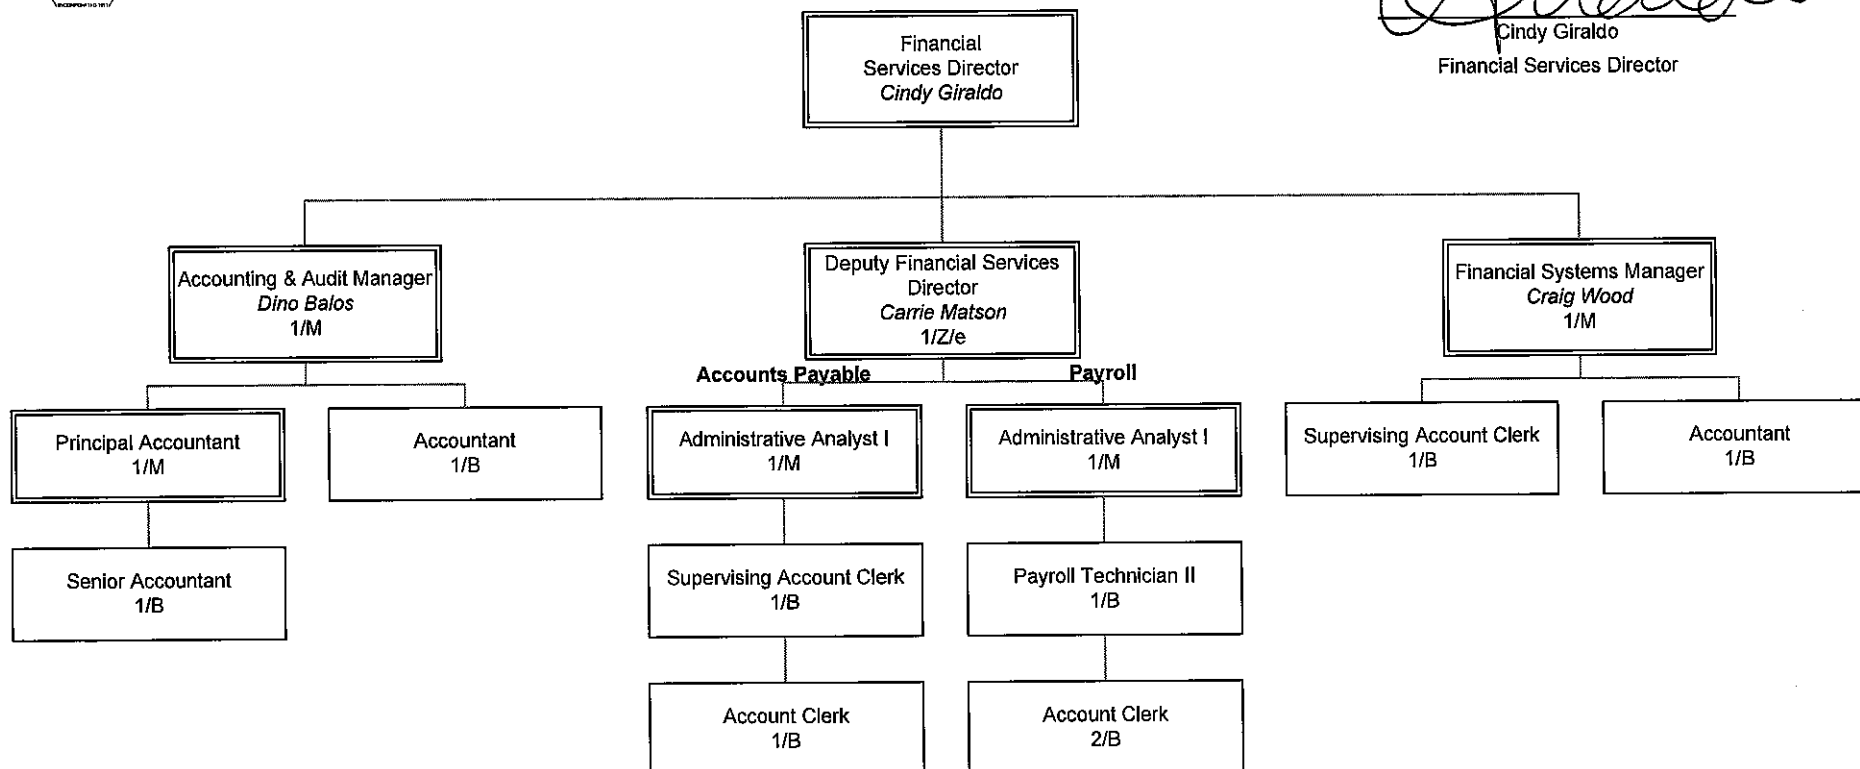 Cindy Giraldo
Financial Services Director
Financial
Services Director
Cindy Giraldo
Accounting & Audit Manager
Dino Balos
1/M
Deputy Financial Services
Director
Carrie Matson
1/Z/e
Financial Systems Manager
Craig Wood
1/M
Accounts Payable
Payroll
Principal Accountant
1/M
Accountant
1/B
Administrative Analyst I
1/M
Administrative Analyst I
1/M
Supervising Account Clerk
1/B
Accountant
1/B
Senior Accountant
1/B
Supervising Account Clerk
1/B
Payroll Technician II
1/B
Account Clerk
1/B
Account Clerk
2/B